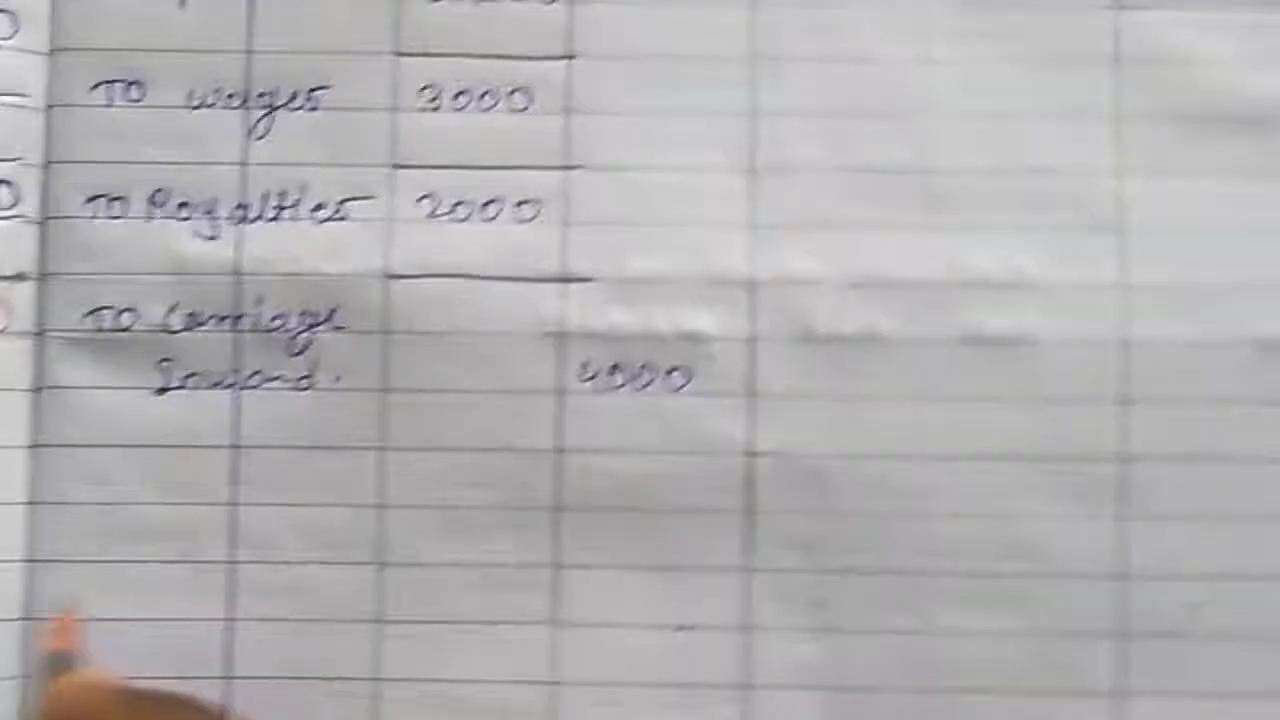 To wages 3000
To Royalties 2000
To Carriage
Inward. 4000